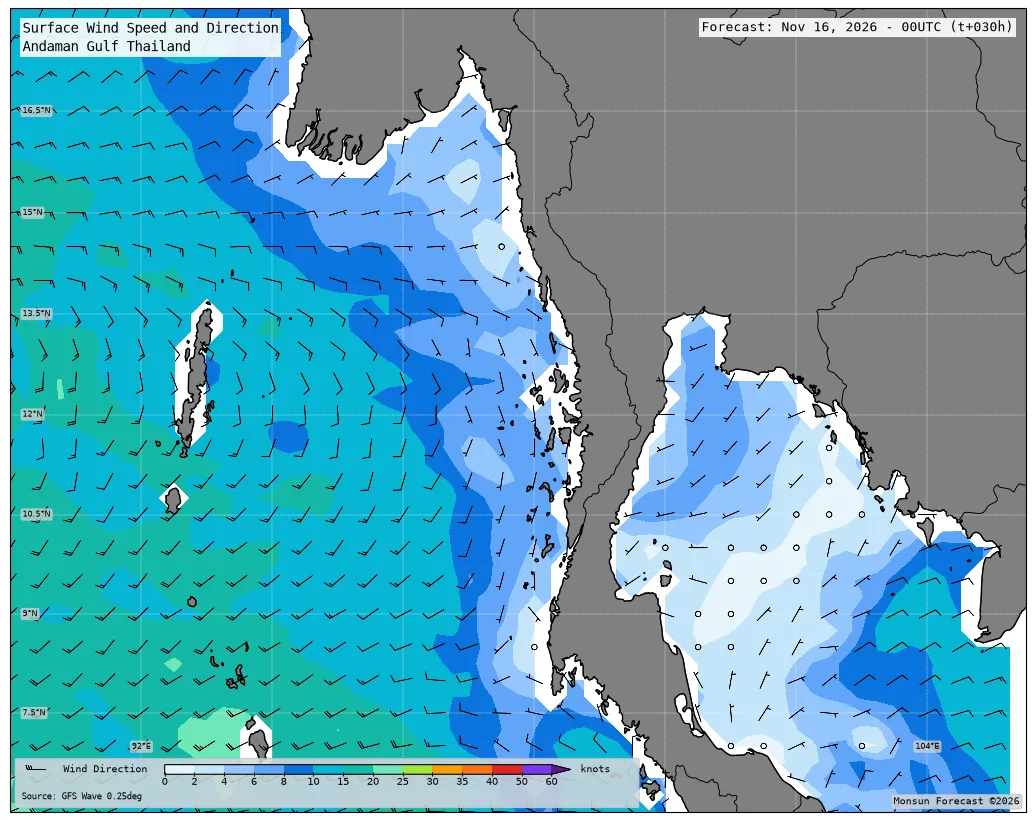 Surface Wind Speed and Direction
Andaman Gulf Thailand
Forecast: Nov 16, 2026 - 00UTC (t+030h)
16.5°N
15°N
13.5°N
12°N
10.5°N
9°N
7.5°N
92°E
104°E
Wind Direction
0 2 4 6 8 10 15 20 25 30 35 40 50 60
knots
Source: GFS Wave 0.25deg
Monsun Forecast ©2026